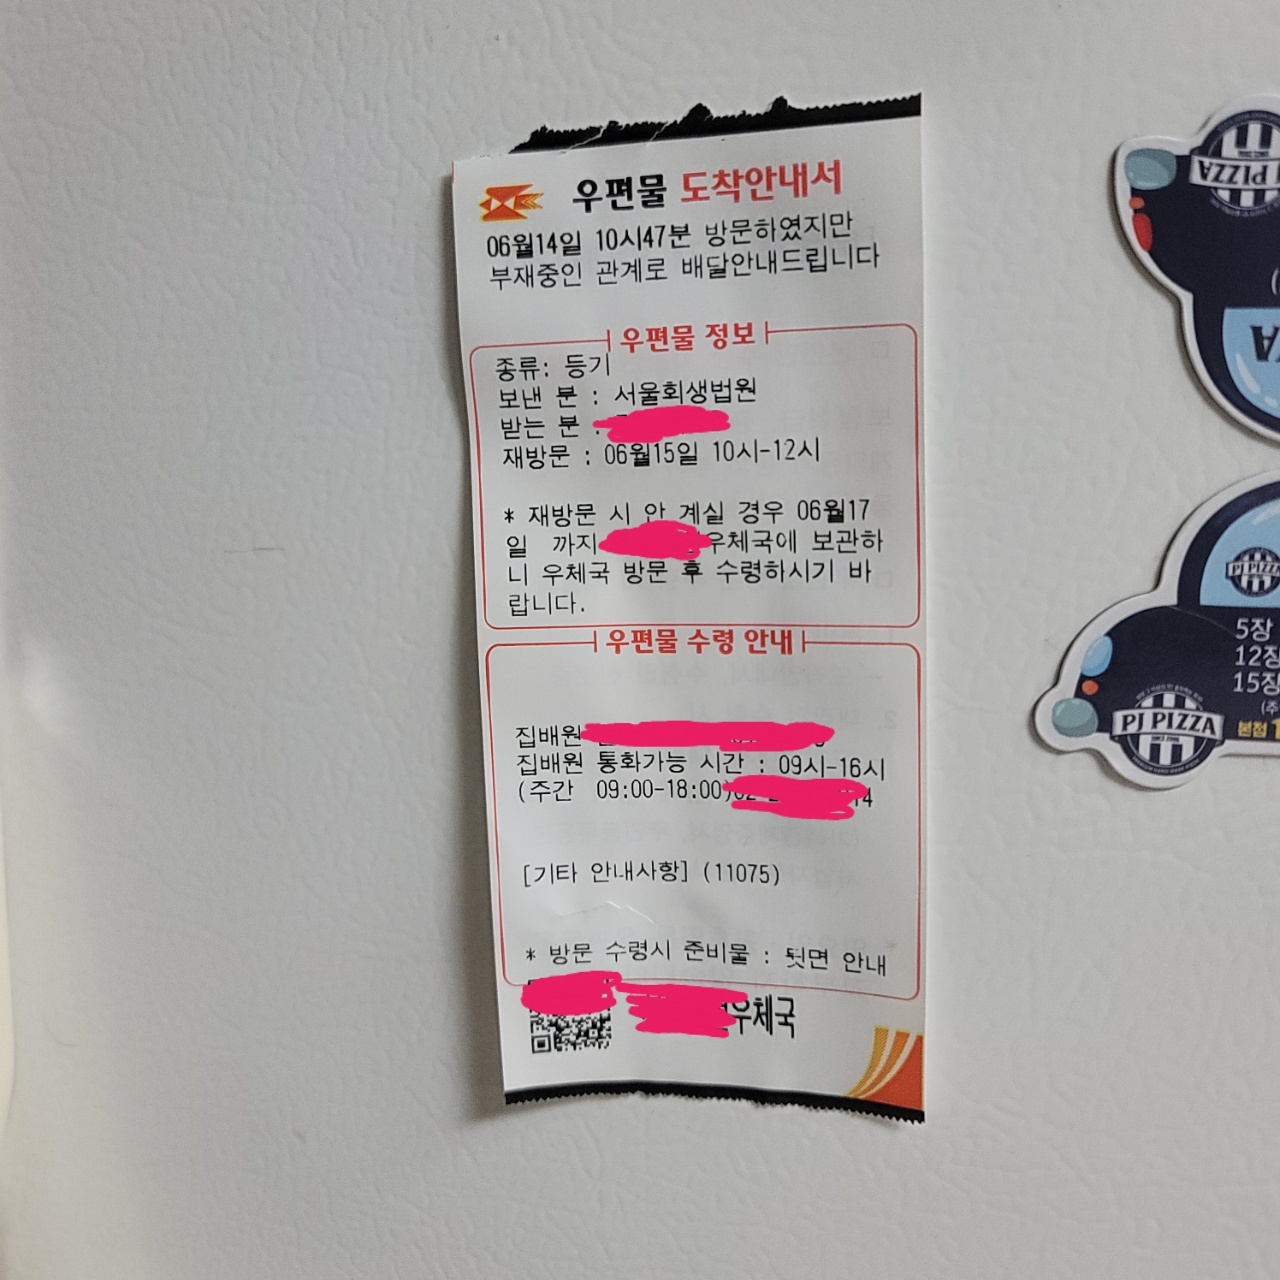 우편물 도착안내서
06월14일 10시47분 방문하였지만
부재중인 관계로 배달안내드립니다
우편물 정보
종류: 등기
보낸 분 : 서울회생법원
받는 분 :
재방문 : 06월15일 10시-12시
* 재방문 시 안 계실 경우 06월17
일 까지 우체국에 보관하
니 우체국 방문 후 수령하시기 바
랍니다.
우편물 수령 안내
집배원
집배원 통화가능 시간 : 09시-16시
(주간 09:00-18:00)
[기타 안내사항] (11075)
* 방문 수령시 준비물 : 뒷면 안내
우체국
PIZZA
PJ PIZZA
5장
12장
15장
PJ PIZZA
SINCE 2006
본점